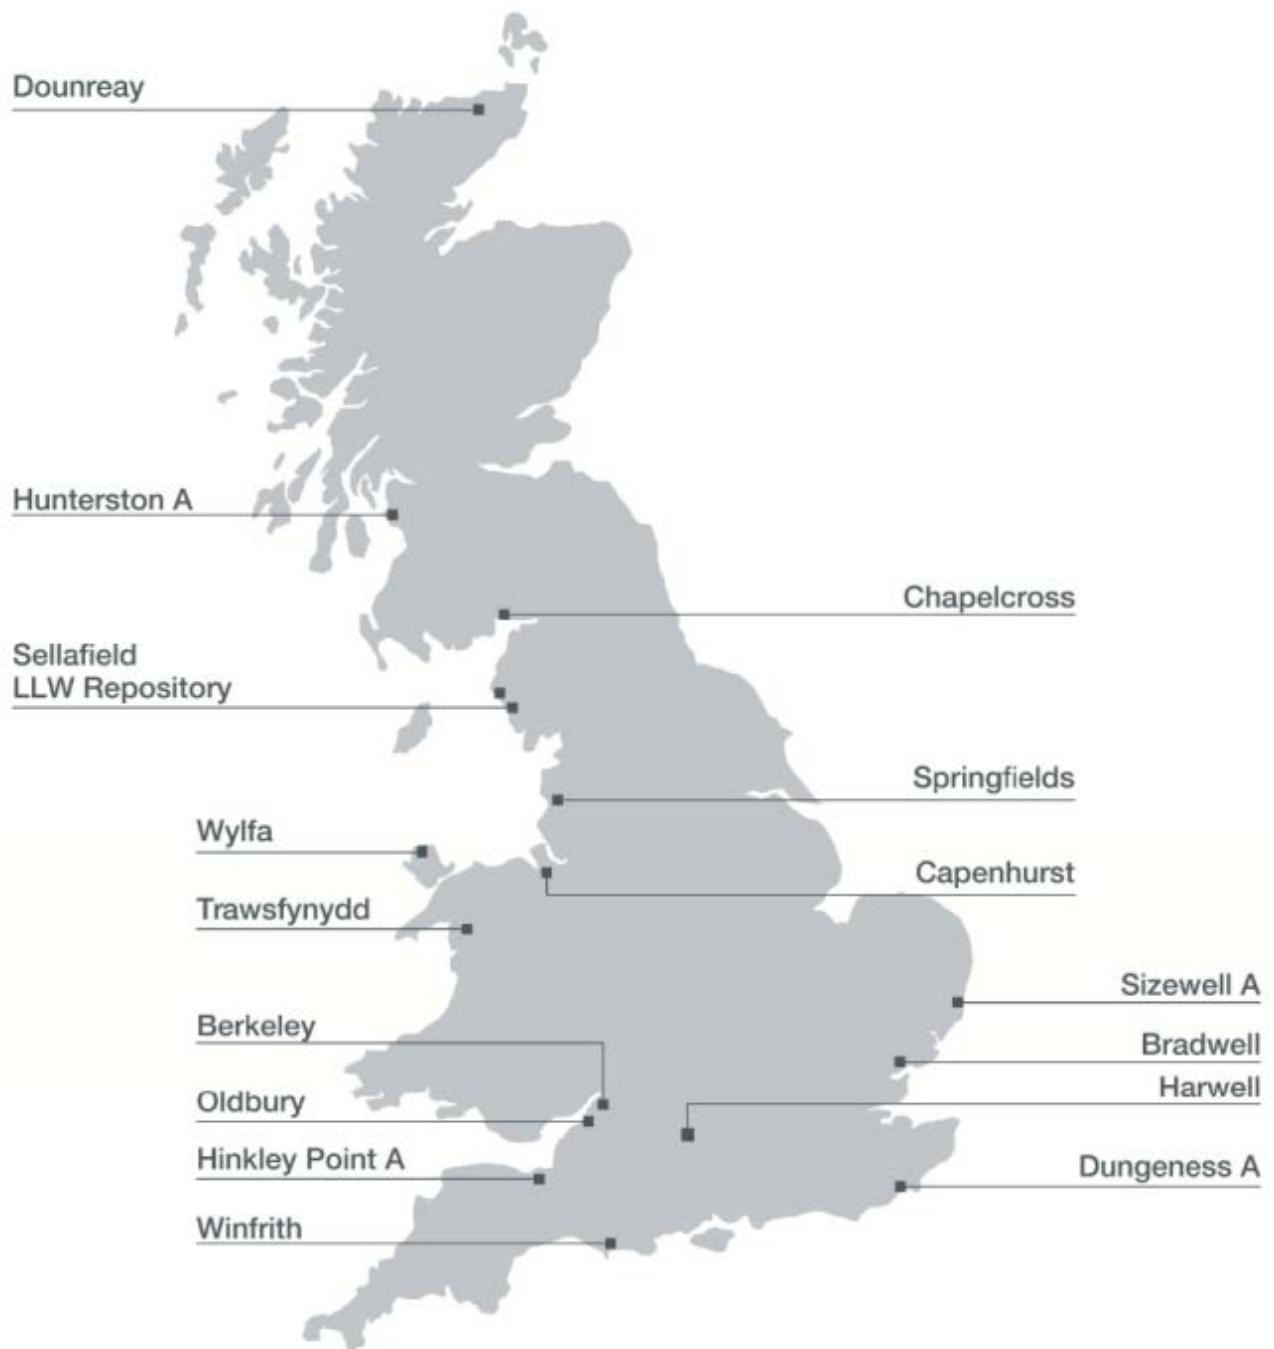 Dounreay
Hunterston A
Chapelcross
Sellafield
LLW Repository
Springfields
Wylfa
Capenhurst
Trawsfynydd
Sizewell A
Berkeley
Bradwell
Harwell
Oldbury
Hinkley Point A
Dungeness A
Winfrith